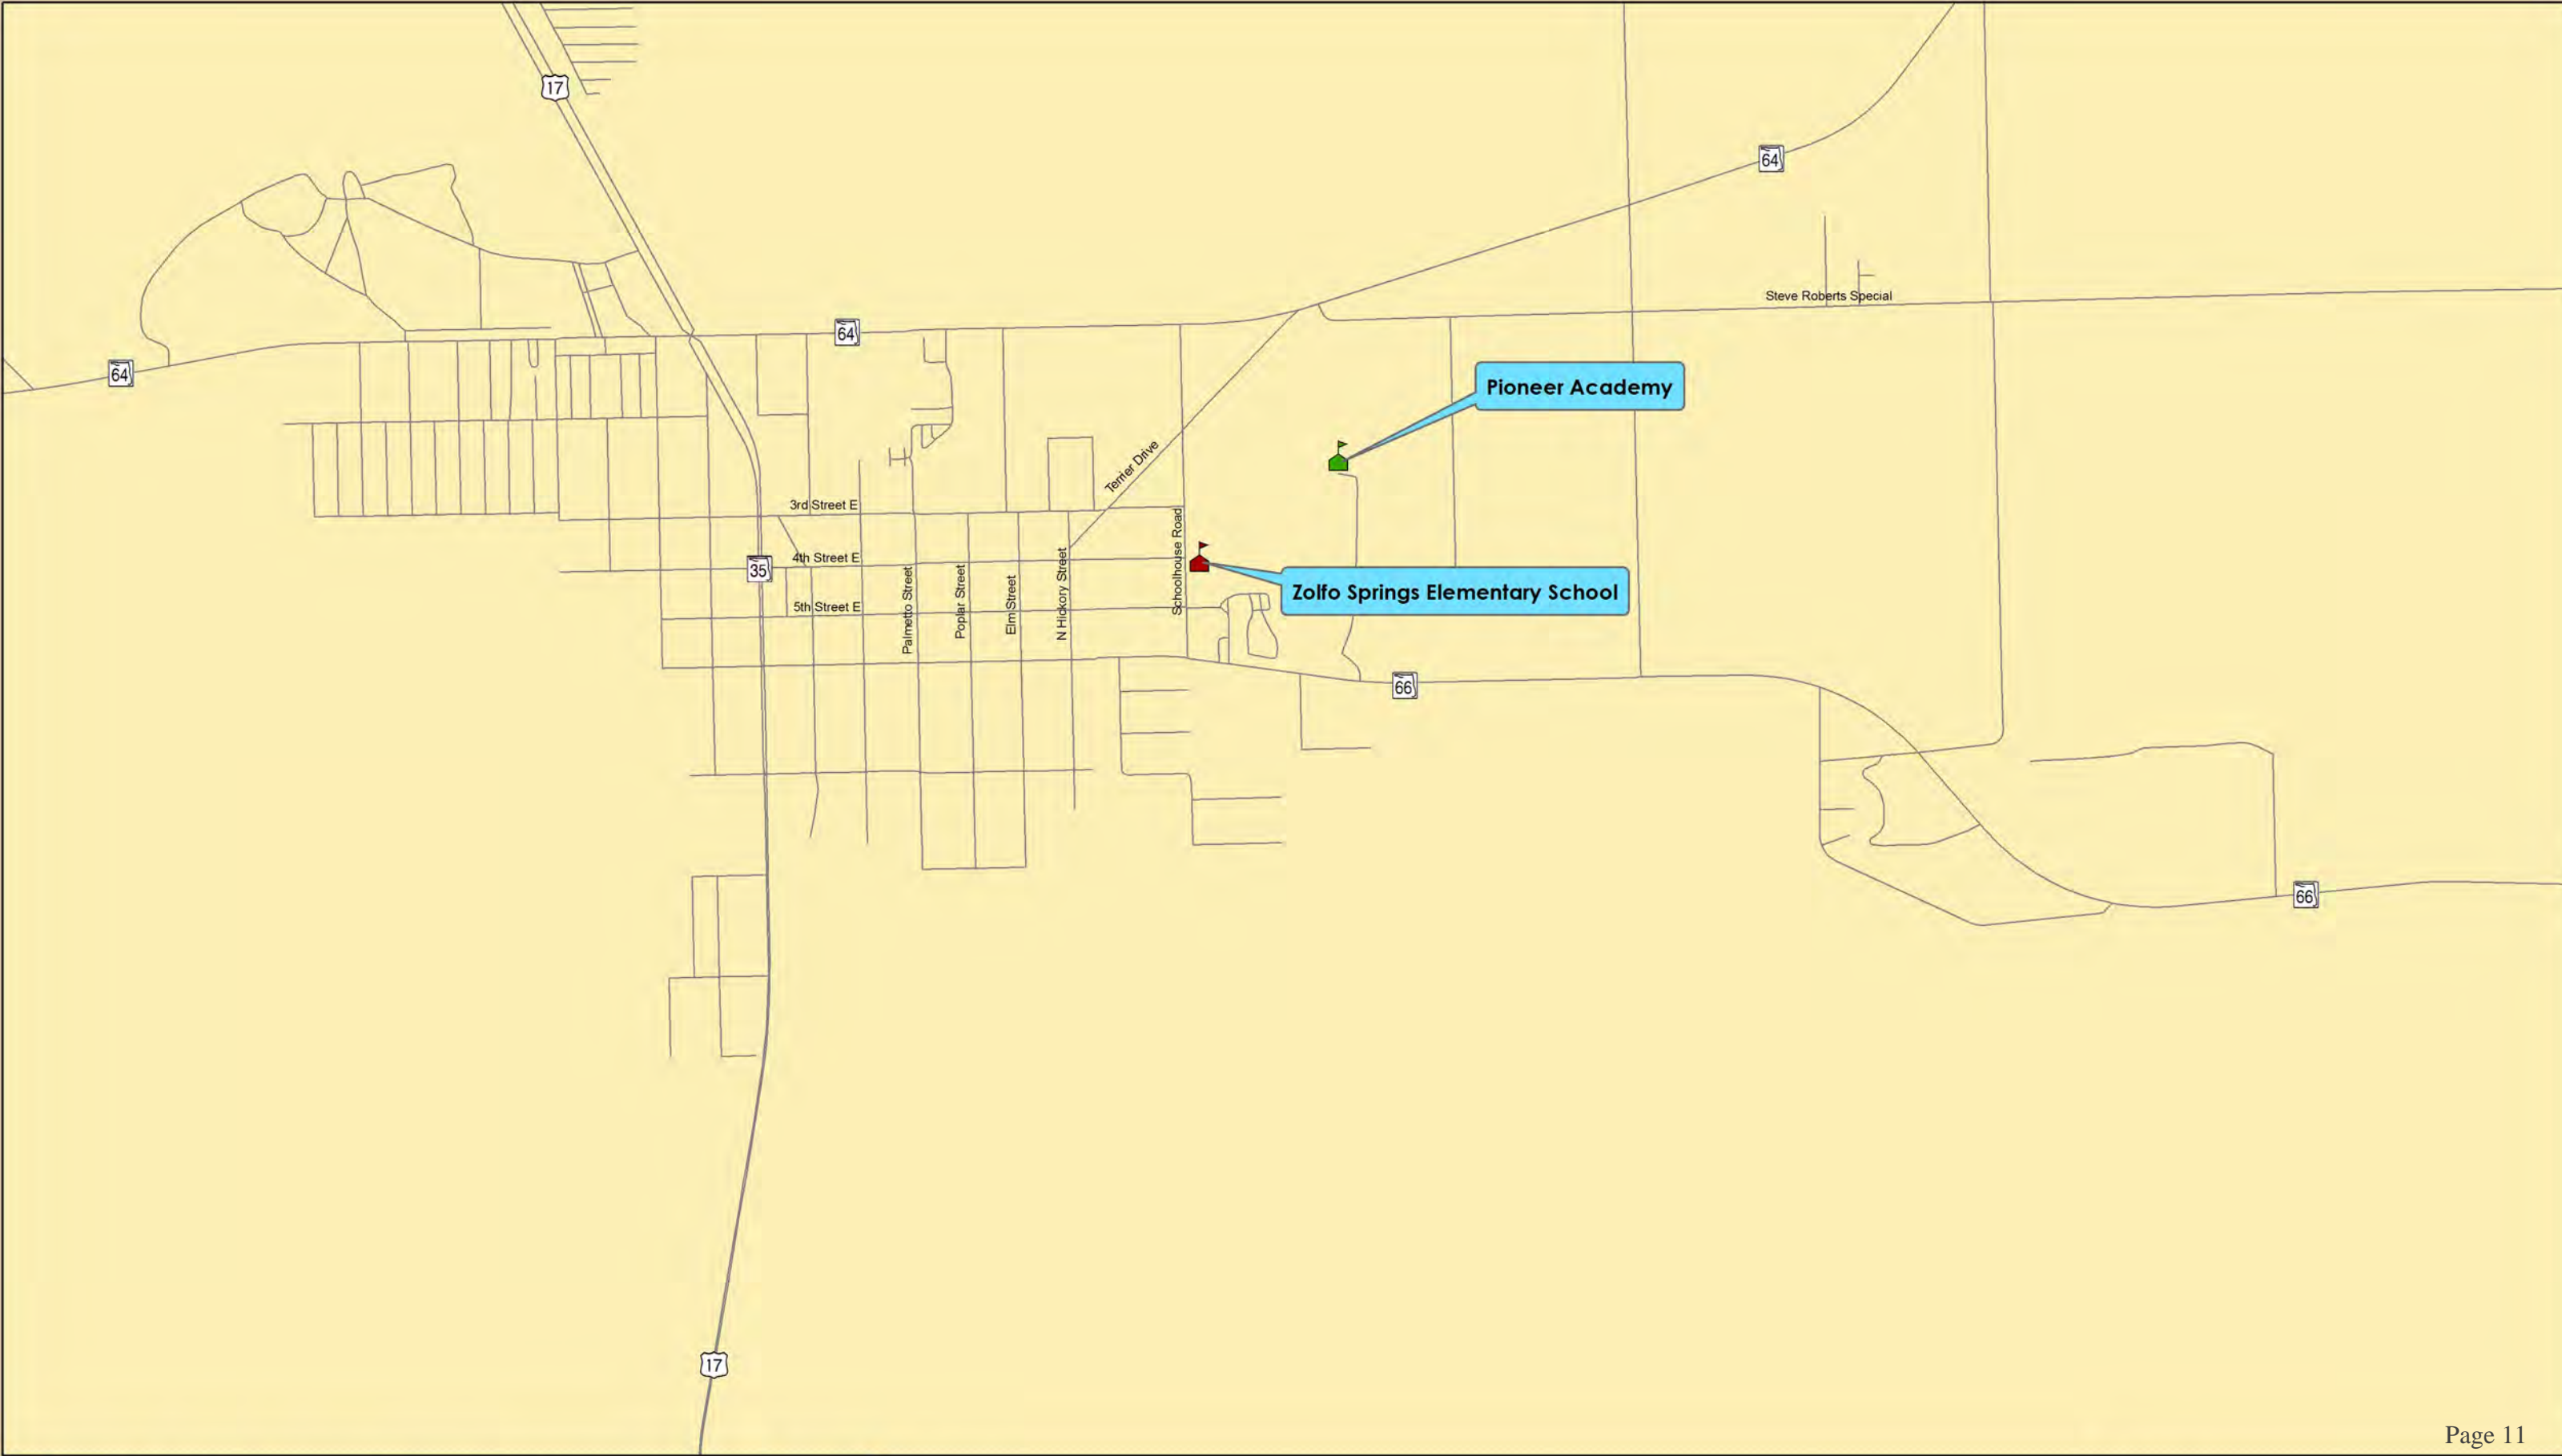 17
64
Steve Roberts Special
64
64
Pioneer Academy
Terrier Drive
3rd Street E
Schoolhouse Road
4th Street E
35
N Hickory Street
Palmetto Street
Poplar Street
Elm Street
Zolfo Springs Elementary School
5th Street E
66
66
17
Page 11